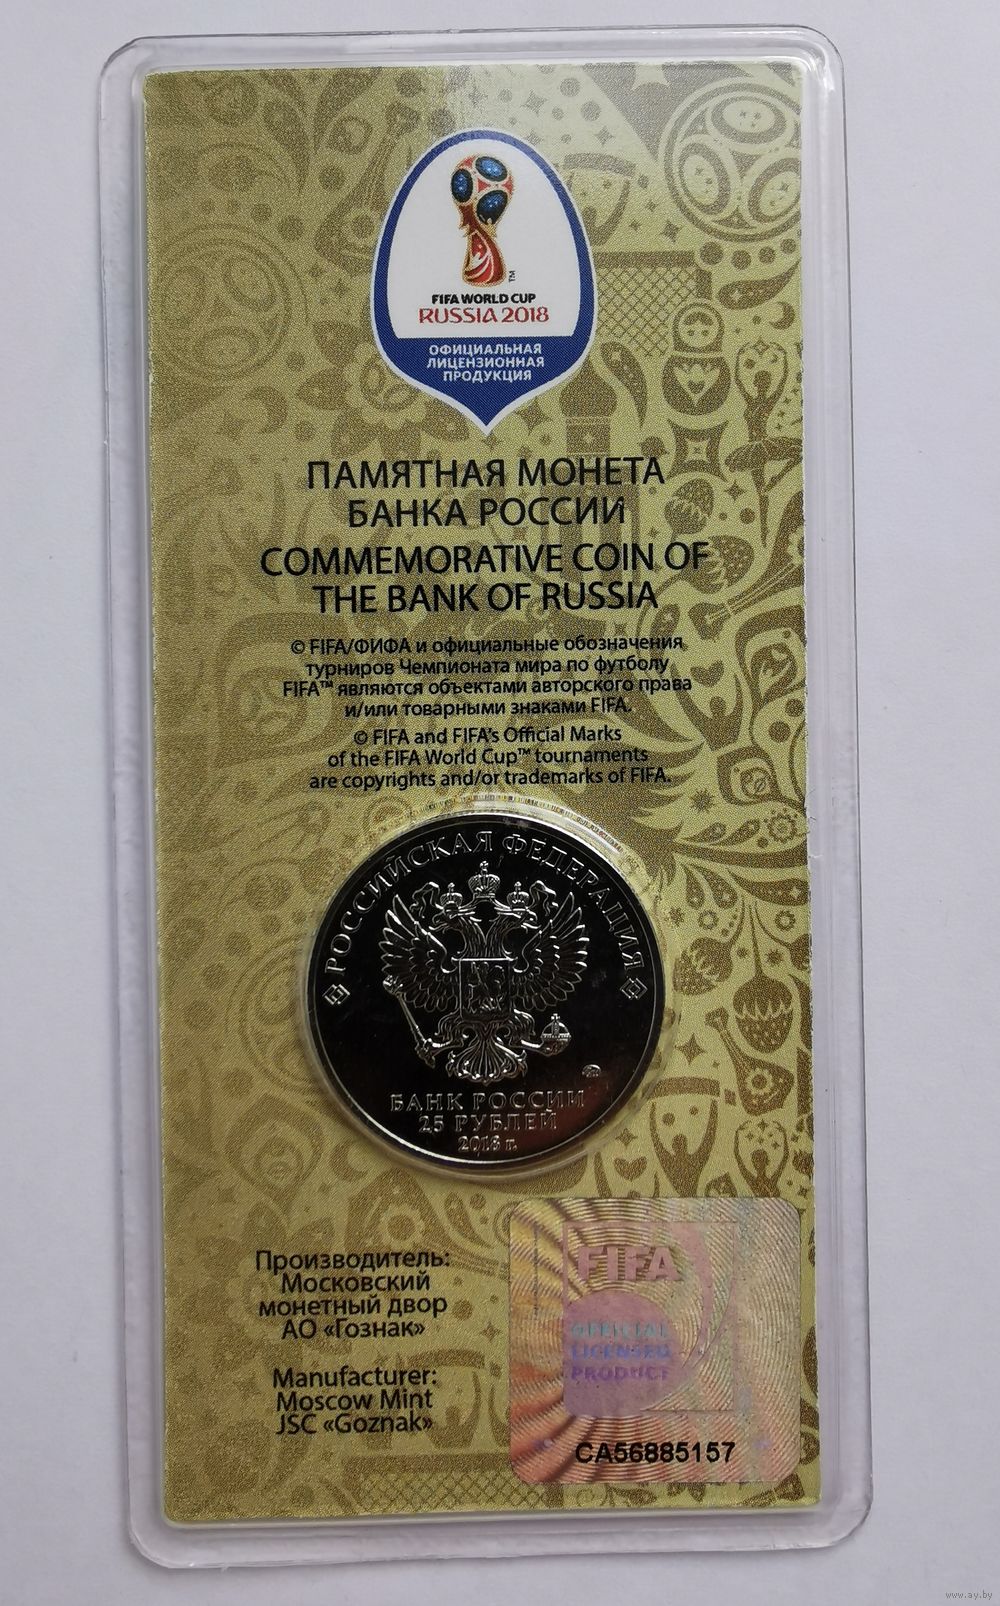 FIFA WORLD CUP
RUSSIA 2018
ОФИЦИАЛЬНАЯ
ЛИЦЕНЗИОННАЯ
ПРОДУКЦИЯ
ПАМЯТНАЯ МОНЕТА
БАНКА РОССИИ
COMMEMORATIVE COIN OF
THE BANK OF RUSSIA
© FIFA/ФИФА и официальные обозначения
турниров Чемпионата мира по футболу
FIFA™ являются объектами авторского права
и/или товарными знаками FIFA.
© FIFA and FIFA's Official Marks
of the FIFA World Cup™ tournaments
are copyrights and/or trademarks of FIFA.
РОССИЙСКАЯ ФЕДЕРАЦИЯ
БАНК РОССИИ
25 РУБЛЕЙ
2018 г.
Производитель:
Московский
монетный двор
АО «Гознак»
Manufacturer:
Moscow Mint
JSC «Goznak»
FIFA
OFFICIAL
LICENSED
PRODUCT
CA56885157
www.ay.by